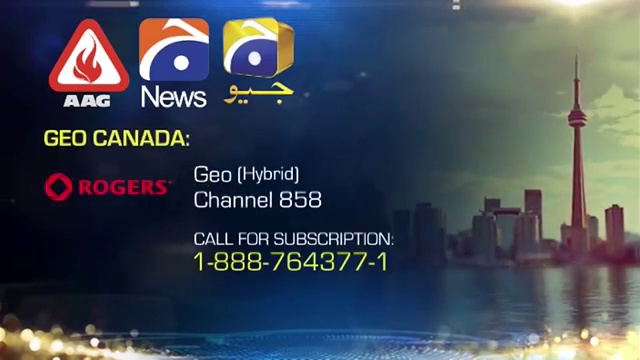 AAG
News
جیو
GEO CANADA:
ROGERS
Geo (Hybrid)
Channel 858
CALL FOR SUBSCRIPTION:
1-888-764377-1